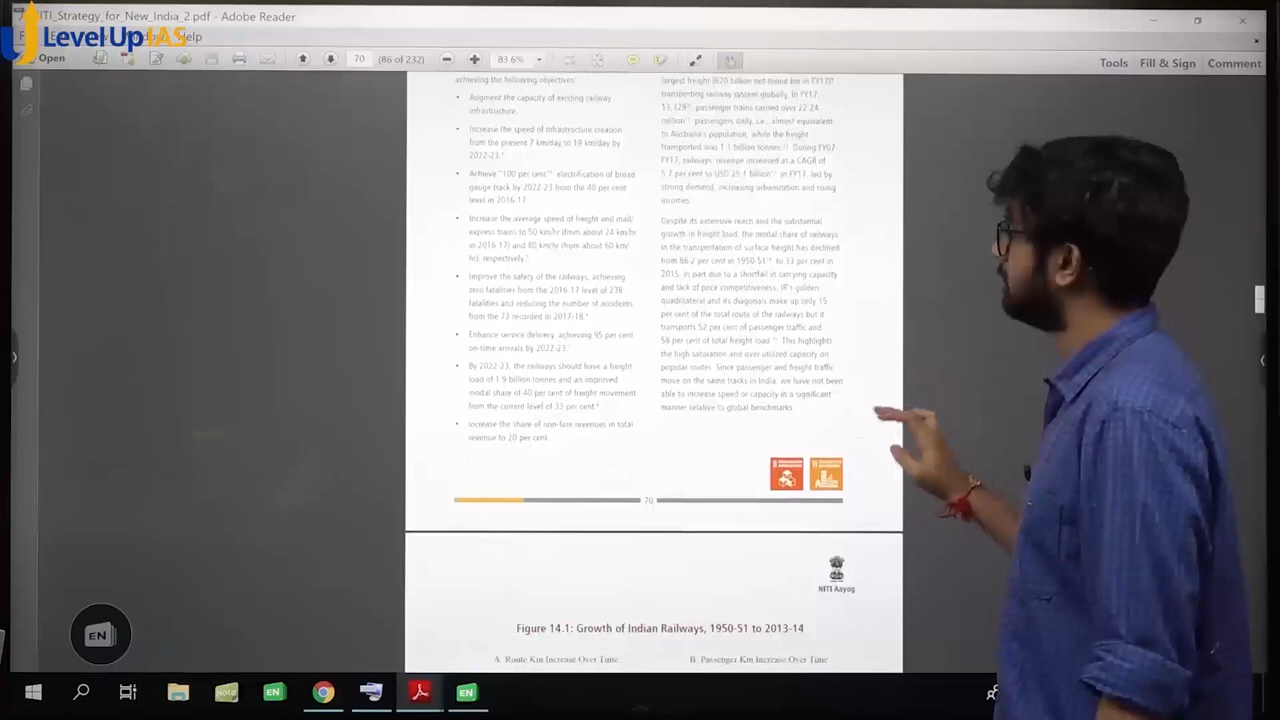 NITI_Strategy_for_New_India_2.pdf - Adobe Reader
LevelUp IAS
Window Help
Open
70
(86 of 232)
83.6%
Tools
Fill & Sign
Comment
achieving the following objectives:
• Augment the capacity of existing railway
infrastructure.
• Increase the speed of infrastructure creation
from the present 7 km/day to 19 km/day by
2022-23.
• Achieve "100 per cent" electrification of broad
gauge track by 2022-23 from the 40 per cent
level in 2016-17.
• Increase the average speed of freight and mail/
express trains to 50 km/hr (from about 24 km/hr
in 2016-17) and 80 km/hr (from about 60 km/
hr), respectively.
• Improve the safety of the railways, achieving
zero fatalities from the 2016-17 level of 238
fatalities and reducing the number of accidents
from the 73 recorded in 2017-18.
• Enhance service delivery, achieving 95 per cent
on-time arrivals by 2022-23.
• By 2022-23, the railways should have a freight
load of 1.9 billion tonnes and an improved
modal share of 40 per cent of freight movement
from the current level of 33 per cent.
• Increase the share of non-fare revenues in total
revenue to 20 per cent.
largest freight (620 billion net-tonne km in FY17)
transporting railway system globally. In FY17,
passenger trains carried over 22.24
million passengers daily, i.e., almost equivalent
to Australia's population, while the freight
transported was 1.1 billion tonnes. During FY07-
FY17, railways' revenue increased at a CAGR of
5.7 per cent to USD 25.1 billion in FY17, led by
strong demand, increasing urbanization and rising
incomes.
Despite its extensive reach and the substantial
growth in freight load, the modal share of railways
in the transportation of surface freight has declined
from 86.2 per cent in 1950-51 to 33 per cent in
2015, in part due to a shortfall in carrying capacity
and lack of price competitiveness. IR's golden
quadrilateral and its diagonals make up only 15
per cent of the total route of the railways but it
transports 52 per cent of passenger traffic and
58 per cent of total freight load. This highlights
the high saturation and over utilized capacity on
popular routes. Since passenger and freight traffic
move on the same tracks in India, we have not been
able to increase speed or capacity in a significant
manner relative to global benchmarks.
70
NITI Aayog
Figure 14.1: Growth of Indian Railways, 1950-51 to 2013-14
A. Route Km Increase Over Time
B. Passenger Km Increase Over Time
EN
Note
EN
EN